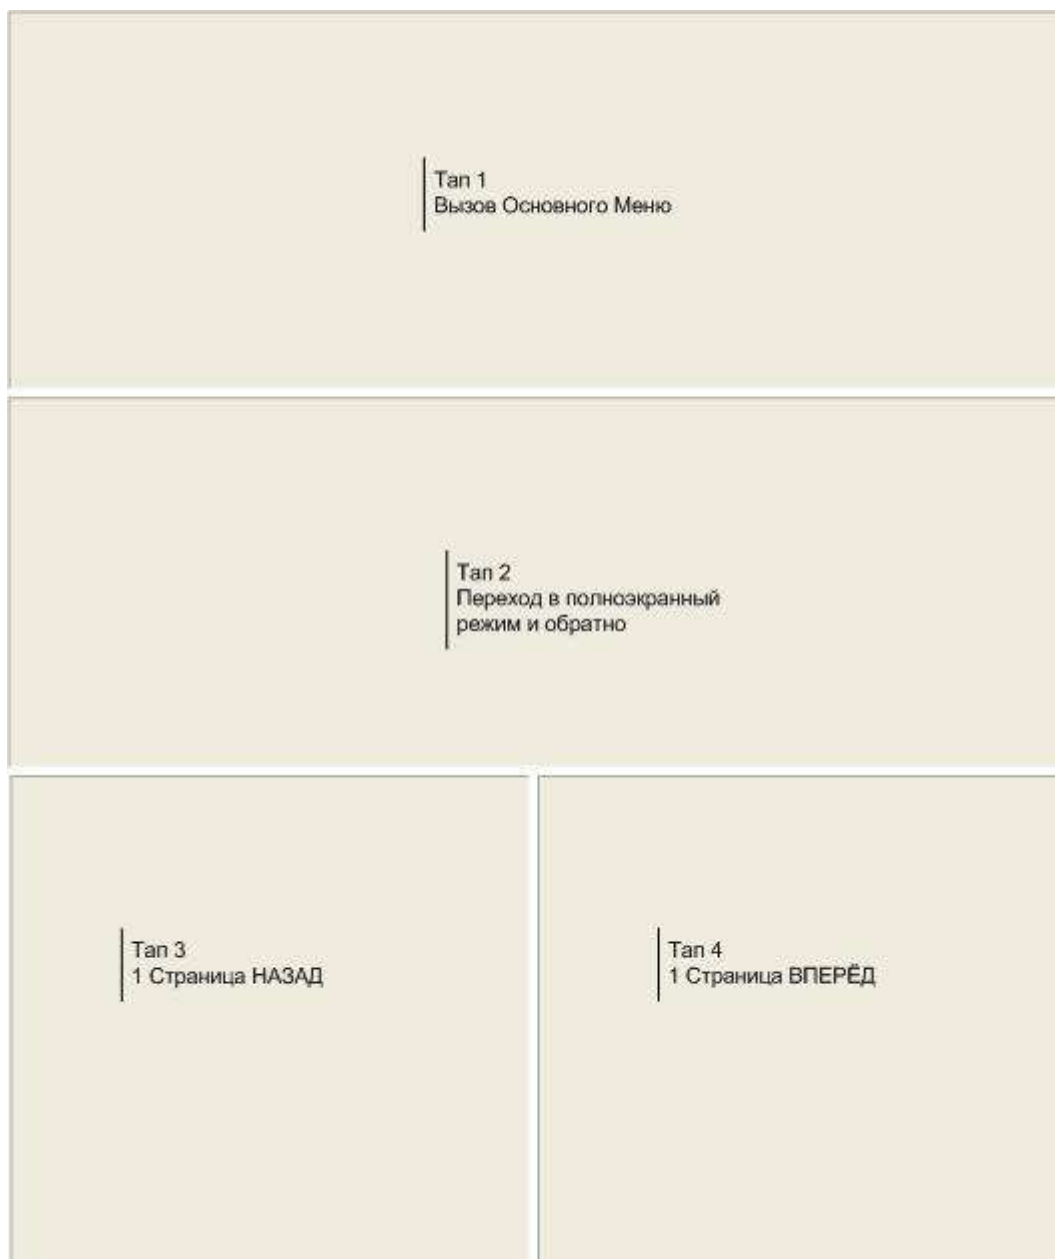 Тап 1
Вызов Основного Меню
Тап 2
Переход в полноэкранный
режим и обратно
Тап 3
1 Страница НАЗАД
Тап 4
1 Страница ВПЕРЁД